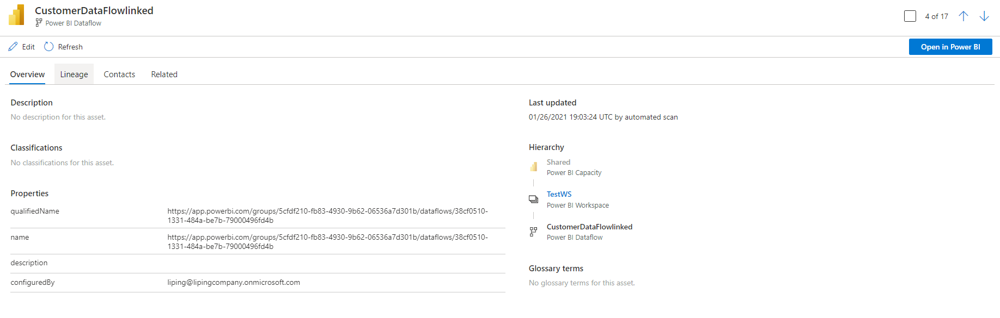 CustomerDataFlowlinked
Power BI Dataflow
4 of 17
Edit
Refresh
Open in Power BI
Overview
Lineage
Contacts
Related
Description
No description for this asset.
Classifications
No classifications for this asset.
Properties
qualifiedName
https://app.powerbi.com/groups/5cfdf210-fb83-4930-9b62-06536a7d301b/dataflows/38cf0510-
1331-484a-be7b-79000496fd4b
name
https://app.powerbi.com/groups/5cfdf210-fb83-4930-9b62-06536a7d301b/dataflows/38cf0510-
1331-484a-be7b-79000496fd4b
description
configuredBy
liping@lipingcompany.onmicrosoft.com
Last updated
01/26/2021 19:03:24 UTC by automated scan
Hierarchy
Shared
Power BI Capacity
TestWS
Power BI Workspace
CustomerDataFlowlinked
Power BI Dataflow
Glossary terms
No glossary terms for this asset.